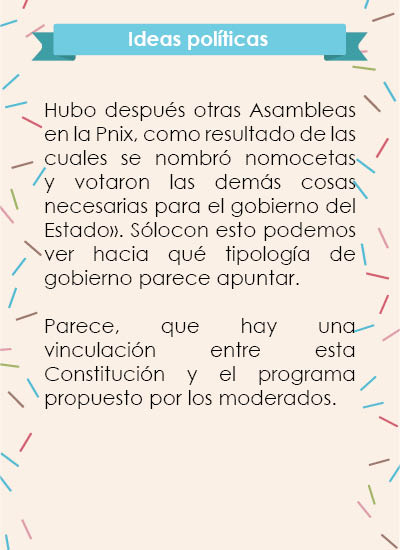 Ideas políticas
Hubo después otras Asambleas
en la Pnix, como resultado de las
cuales se nombró nomocetas
y votaron las demás cosas
necesarias para el gobierno del
Estado». Sólocon esto podemos
ver hacia qué tipología de
gobierno parece apuntar.
Parece, que hay una
vinculación entre esta
Constitución y el programa
propuesto por los moderados.